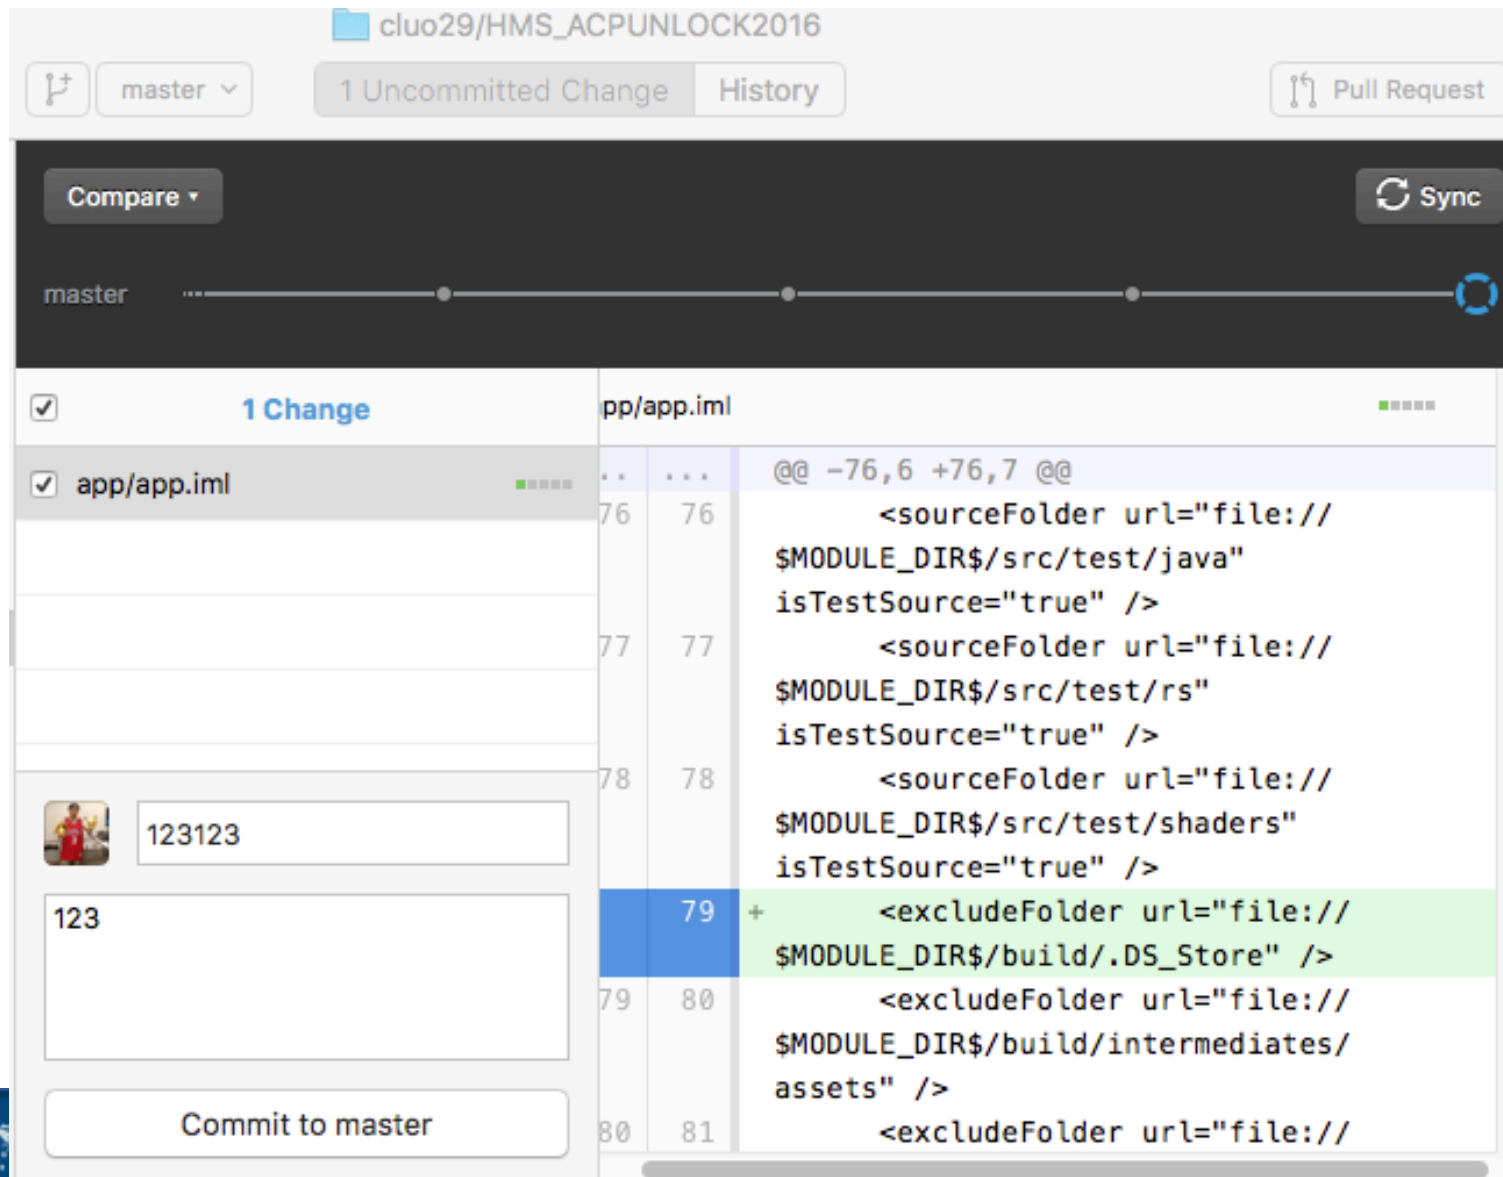 cluo29/HMS_ACPUNLOCK2016
master
1 Uncommitted Change
History
Pull Request
Compare
Sync
master
1 Change
app/app.iml
123123
123
Commit to master
pp/app.iml
.. ... @@ -76,6 +76,7 @@
76 76 <sourceFolder url="file://
$MODULE_DIR$/src/test/java"
isTestSource="true" />
77 77 <sourceFolder url="file://
$MODULE_DIR$/src/test/rs"
isTestSource="true" />
78 78 <sourceFolder url="file://
$MODULE_DIR$/src/test/shaders"
isTestSource="true" />
79 + <excludeFolder url="file://
$MODULE_DIR$/build/.DS_Store" />
79 80 <excludeFolder url="file://
$MODULE_DIR$/build/intermediates/
assets" />
80 81 <excludeFolder url="file://